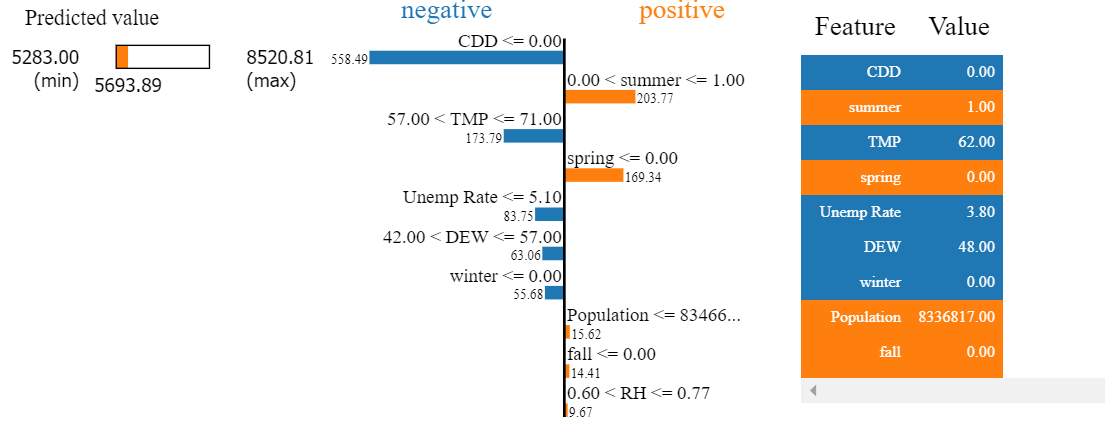 Predicted value
5283.00
(min)
5693.89
8520.81
(max)
negative
positive
CDD <= 0.00
558.49
0.00 < summer <= 1.00
203.77
57.00 < TMP <= 71.00
173.79
spring <= 0.00
169.34
Unemp Rate <= 5.10
83.75
42.00 < DEW <= 57.00
63.06
winter <= 0.00
55.68
Population <= 83466...
15.62
fall <= 0.00
14.41
0.60 < RH <= 0.77
9.67
Feature Value
CDD 0.00
summer 1.00
TMP 62.00
spring 0.00
Unemp Rate 3.80
DEW 48.00
winter 0.00
Population 8336817.00
fall 0.00